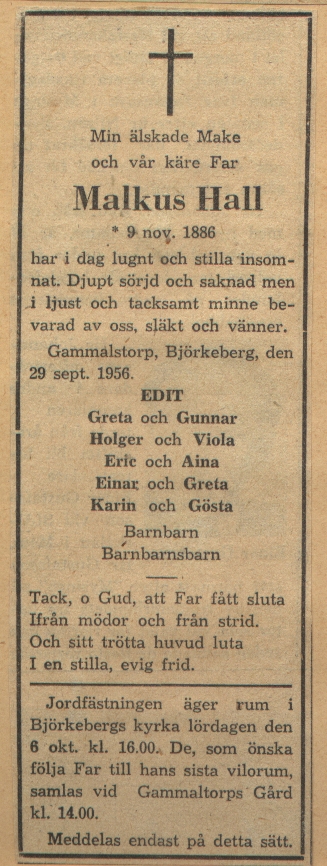 Min älskade Make
och vår käre Far
Malkus Hall
* 9 nov. 1886
har i dag lugnt och stilla insom-
nat. Djupt sörjd och saknad men
i ljust och tacksamt minne be-
varad av oss, släkt och vänner.
Gammalstorp, Björkeberg, den
29 sept. 1956.
EDIT
Greta och Gunnar
Holger och Viola
Eric och Aina
Einar och Greta
Karin och Gösta
Barnbarn
Barnbarnsbarn
Tack, o Gud, att Far fått sluta
Ifrån mödor och från strid.
Och sitt trötta huvud luta
I en stilla, evig frid.
Jordfästningen äger rum i
Björkebergs kyrka lördagen den
6 okt. kl. 16.00. De, som önska
följa Far till hans sista vilorum,
samlas vid Gammaltorps Gård
kl. 14.00.
Meddelas endast på detta sätt.